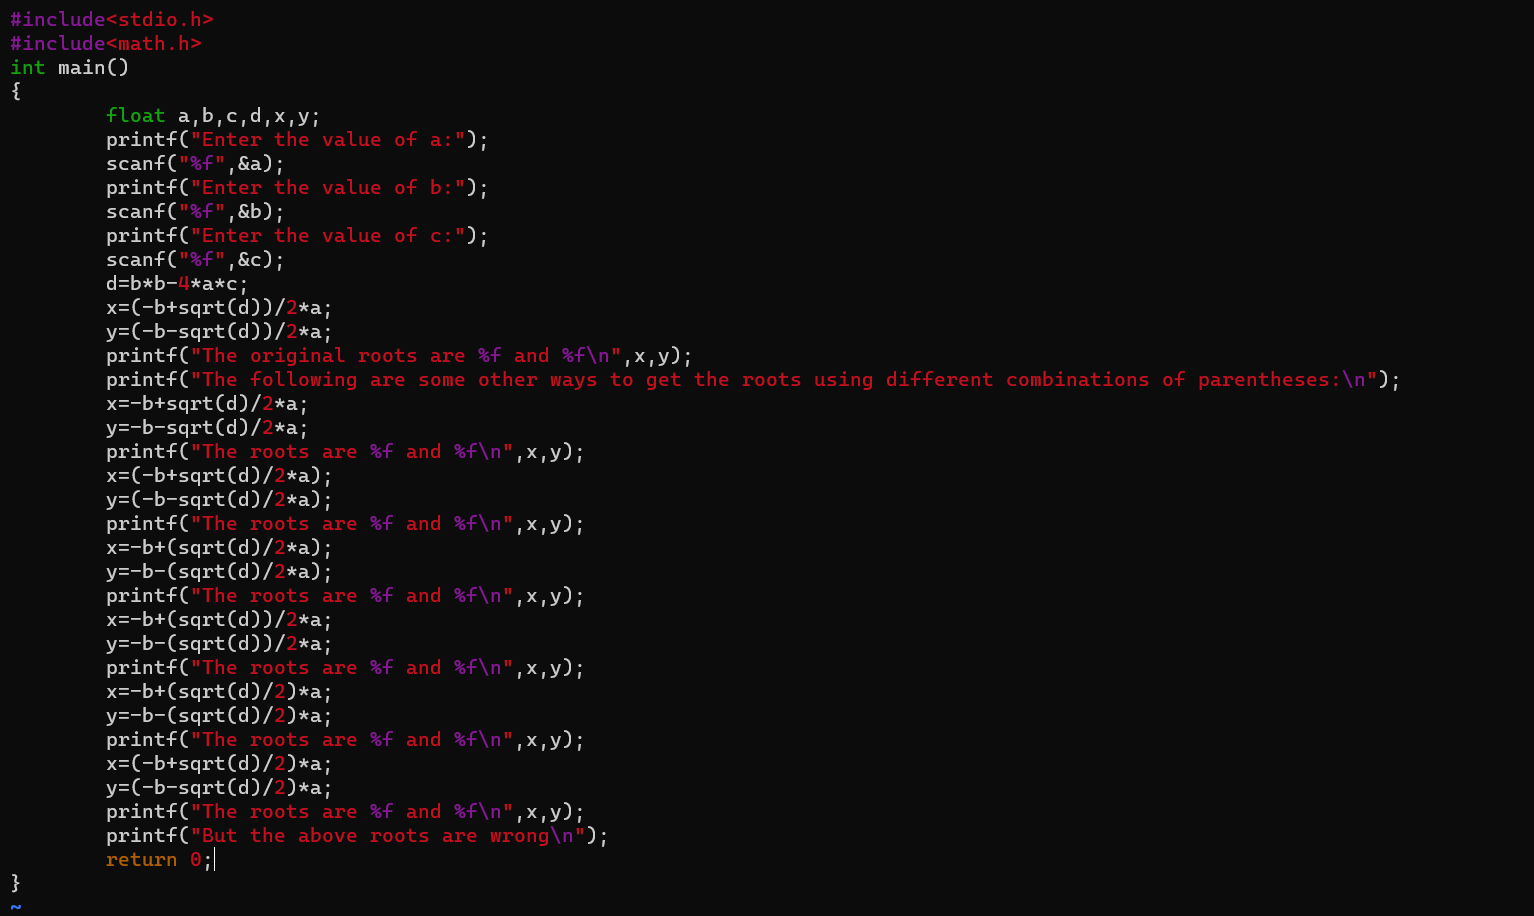 #include<stdio.h>
#include<math.h>
int main()
{
        float a,b,c,d,x,y;
        printf("Enter the value of a:");
        scanf("%f",&a);
        printf("Enter the value of b:");
        scanf("%f",&b);
        printf("Enter the value of c:");
        scanf("%f",&c);
        d=b*b-4*a*c;
        x=(-b+sqrt(d))/2*a;
        y=(-b-sqrt(d))/2*a;
        printf("The original roots are %f and %f\n",x,y);
        printf("The following are some other ways to get the roots using different combinations of parentheses:\n");
        x=-b+sqrt(d)/2*a;
        y=-b-sqrt(d)/2*a;
        printf("The roots are %f and %f\n",x,y);
        x=(-b+sqrt(d)/2*a);
        y=(-b-sqrt(d)/2*a);
        printf("The roots are %f and %f\n",x,y);
        x=-b+(sqrt(d)/2*a);
        y=-b-(sqrt(d)/2*a);
        printf("The roots are %f and %f\n",x,y);
        x=-b+(sqrt(d))/2*a;
        y=-b-(sqrt(d))/2*a;
        printf("The roots are %f and %f\n",x,y);
        x=-b+(sqrt(d)/2)*a;
        y=-b-(sqrt(d)/2)*a;
        printf("The roots are %f and %f\n",x,y);
        x=(-b+sqrt(d)/2)*a;
        y=(-b-sqrt(d)/2)*a;
        printf("The roots are %f and %f\n",x,y);
        printf("But the above roots are wrong\n");
        return 0;
}
~